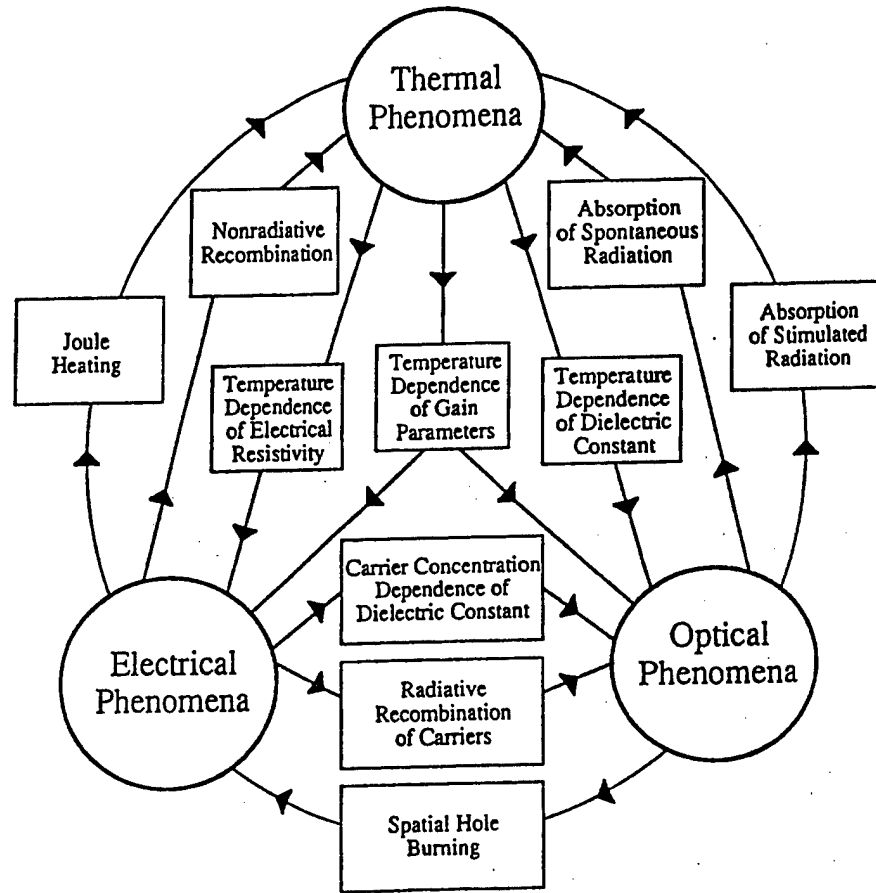 Thermal
Phenomena
Nonradiative
Recombination
Absorption
of Spontaneous
Radiation
Joule
Heating
Absorption
of Stimulated
Radiation
Temperature
Dependence
of Electrical
Resistivity
Temperature
Dependence
of Gain
Parameters
Temperature
Dependence
of Dielectric
Constant
Carrier Concentration
Dependence of
Dielectric Constant
Electrical
Phenomena
Optical
Phenomena
Radiative
Recombination
of Carriers
Spatial Hole
Burning